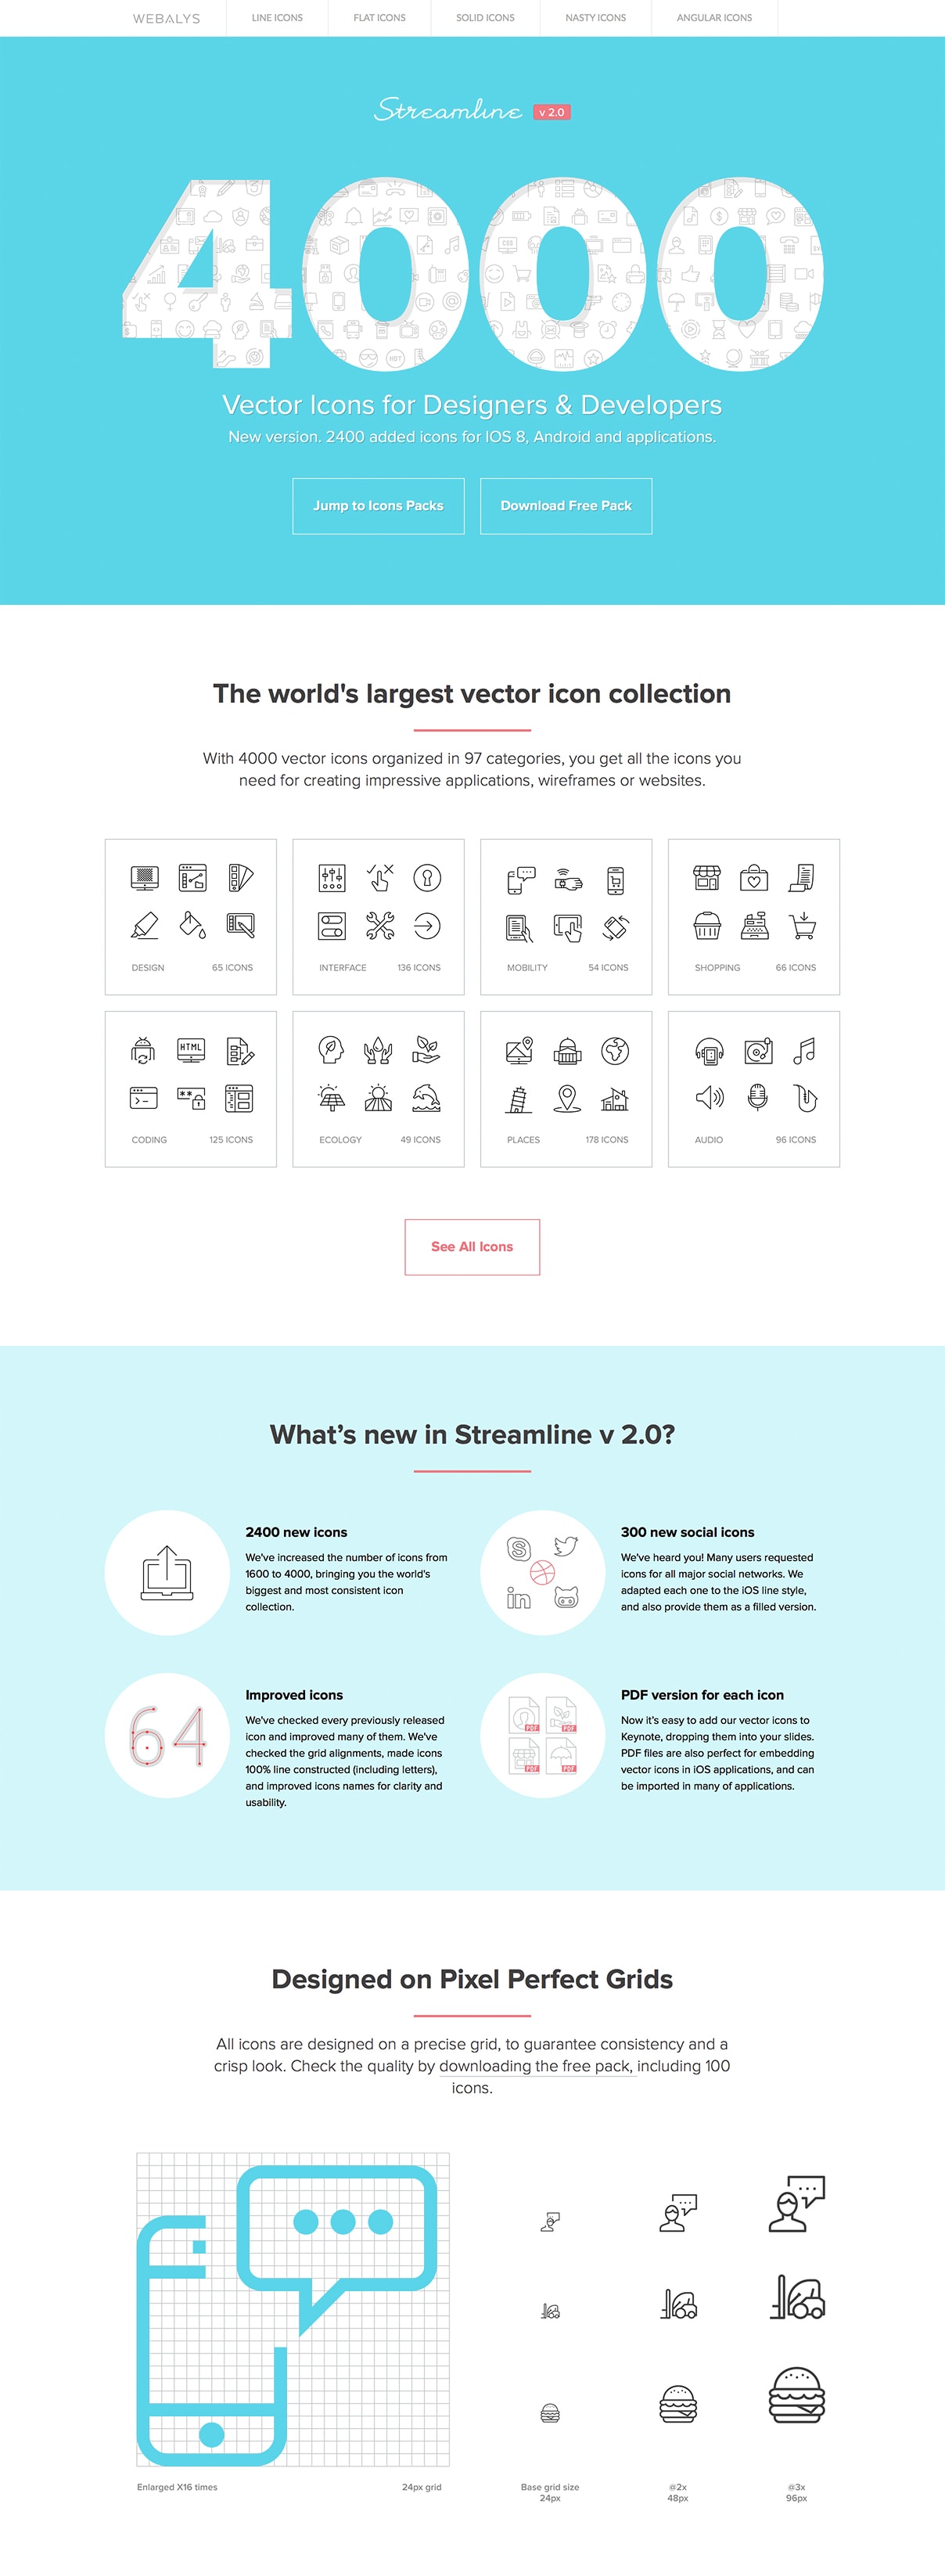 WEBALYS
LINE ICONS
FLAT ICONS
SOLID ICONS
NASTY ICONS
ANGULAR ICONS
Streamline v 2.0
4000
Vector Icons for Designers & Developers
New version. 2400 added icons for IOS 8, Android and applications.
Jump to Icons Packs
Download Free Pack
The world's largest vector icon collection
With 4000 vector icons organized in 97 categories, you get all the icons you
need for creating impressive applications, wireframes or websites.
DESIGN 65 ICONS
INTERFACE 136 ICONS
MOBILITY 54 ICONS
SHOPPING 66 ICONS
HTML
CODING 125 ICONS
ECOLOGY 49 ICONS
PLACES 178 ICONS
AUDIO 96 ICONS
See All Icons
What’s new in Streamline v 2.0?
2400 new icons
We've increased the number of icons from
1600 to 4000, bringing you the world's
biggest and most consistent icon
collection.
in
300 new social icons
We've heard you! Many users requested
icons for all major social networks. We
adapted each one to the iOS line style,
and also provide them as a filled version.
64
Improved icons
We've checked every previously released
icon and improved many of them. We've
checked the grid alignments, made icons
100% line constructed (including letters),
and improved icons names for clarity and
usability.
PDF PDF
PDF PDF
PDF version for each icon
Now it’s easy to add our vector icons to
Keynote, dropping them into your slides.
PDF files are also perfect for embedding
vector icons in iOS applications, and can
be imported in many of applications.
Designed on Pixel Perfect Grids
All icons are designed on a precise grid, to guarantee consistency and a
crisp look. Check the quality by downloading the free pack, including 100
icons.
Enlarged X16 times
24px grid
Base grid size
24px
@2x
48px
@3x
96px